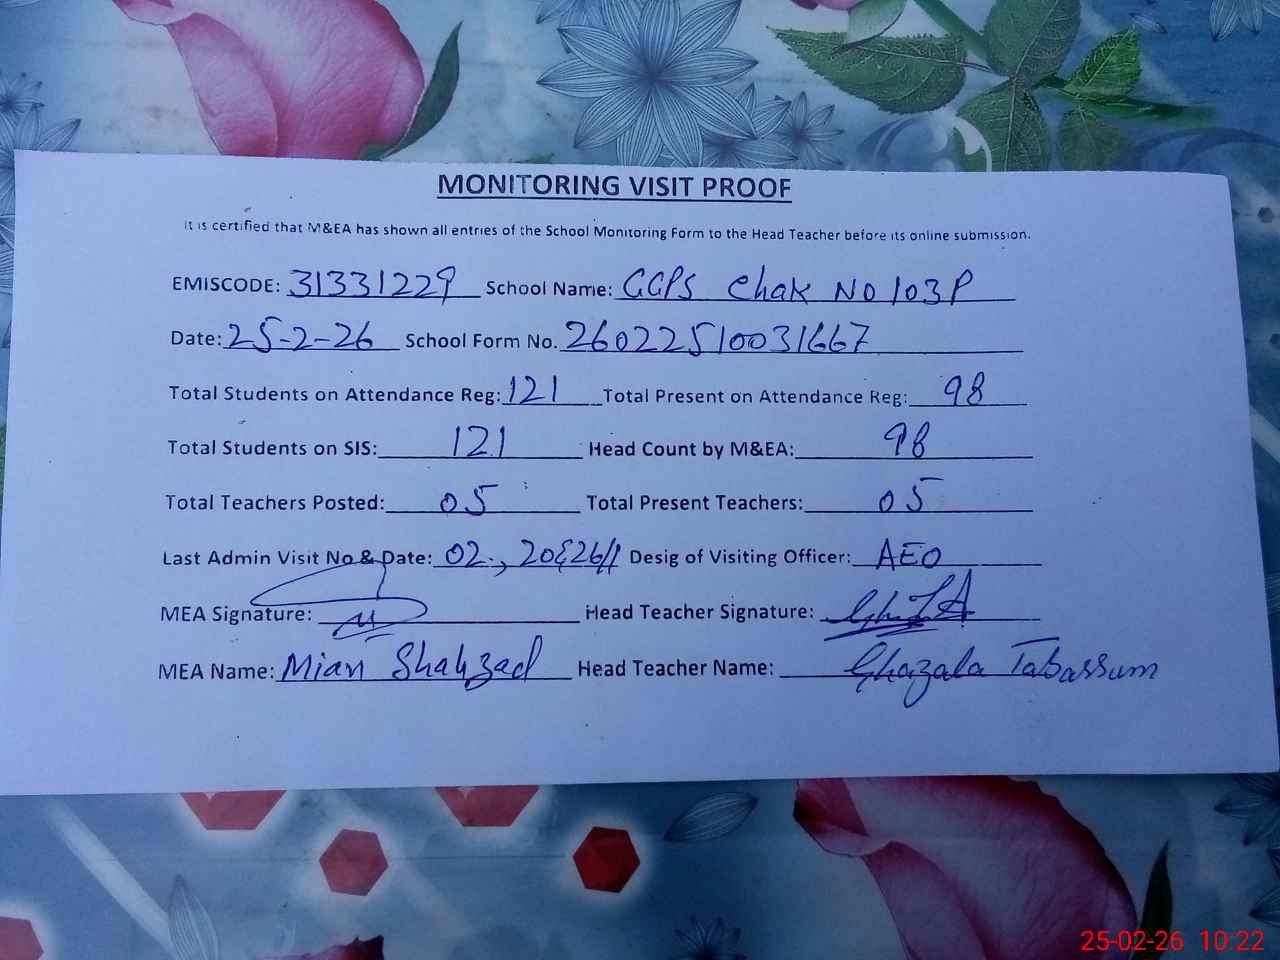 MONITORING VISIT PROOF
It is certified that M&EA has shown all entries of the School Monitoring Form to the Head Teacher before its online submission.
EMISCODE: 31331229 School Name: GGPS Chak No 103P
Date: 25-2-26 School Form No. 26022510031667
Total Students on Attendance Reg: 121 Total Present on Attendance Reg: 98
Total Students on SIS: 121 Head Count by M&EA: 98
Total Teachers Posted: 05 Total Present Teachers: 05
Last Admin Visit No & Date: 02., Desig of Visiting Officer: AEO
MEA Signature: Head Teacher Signature:
MEA Name: Mian Shahzad Head Teacher Name: Ghazala Tabassum
25-02-26 10:22